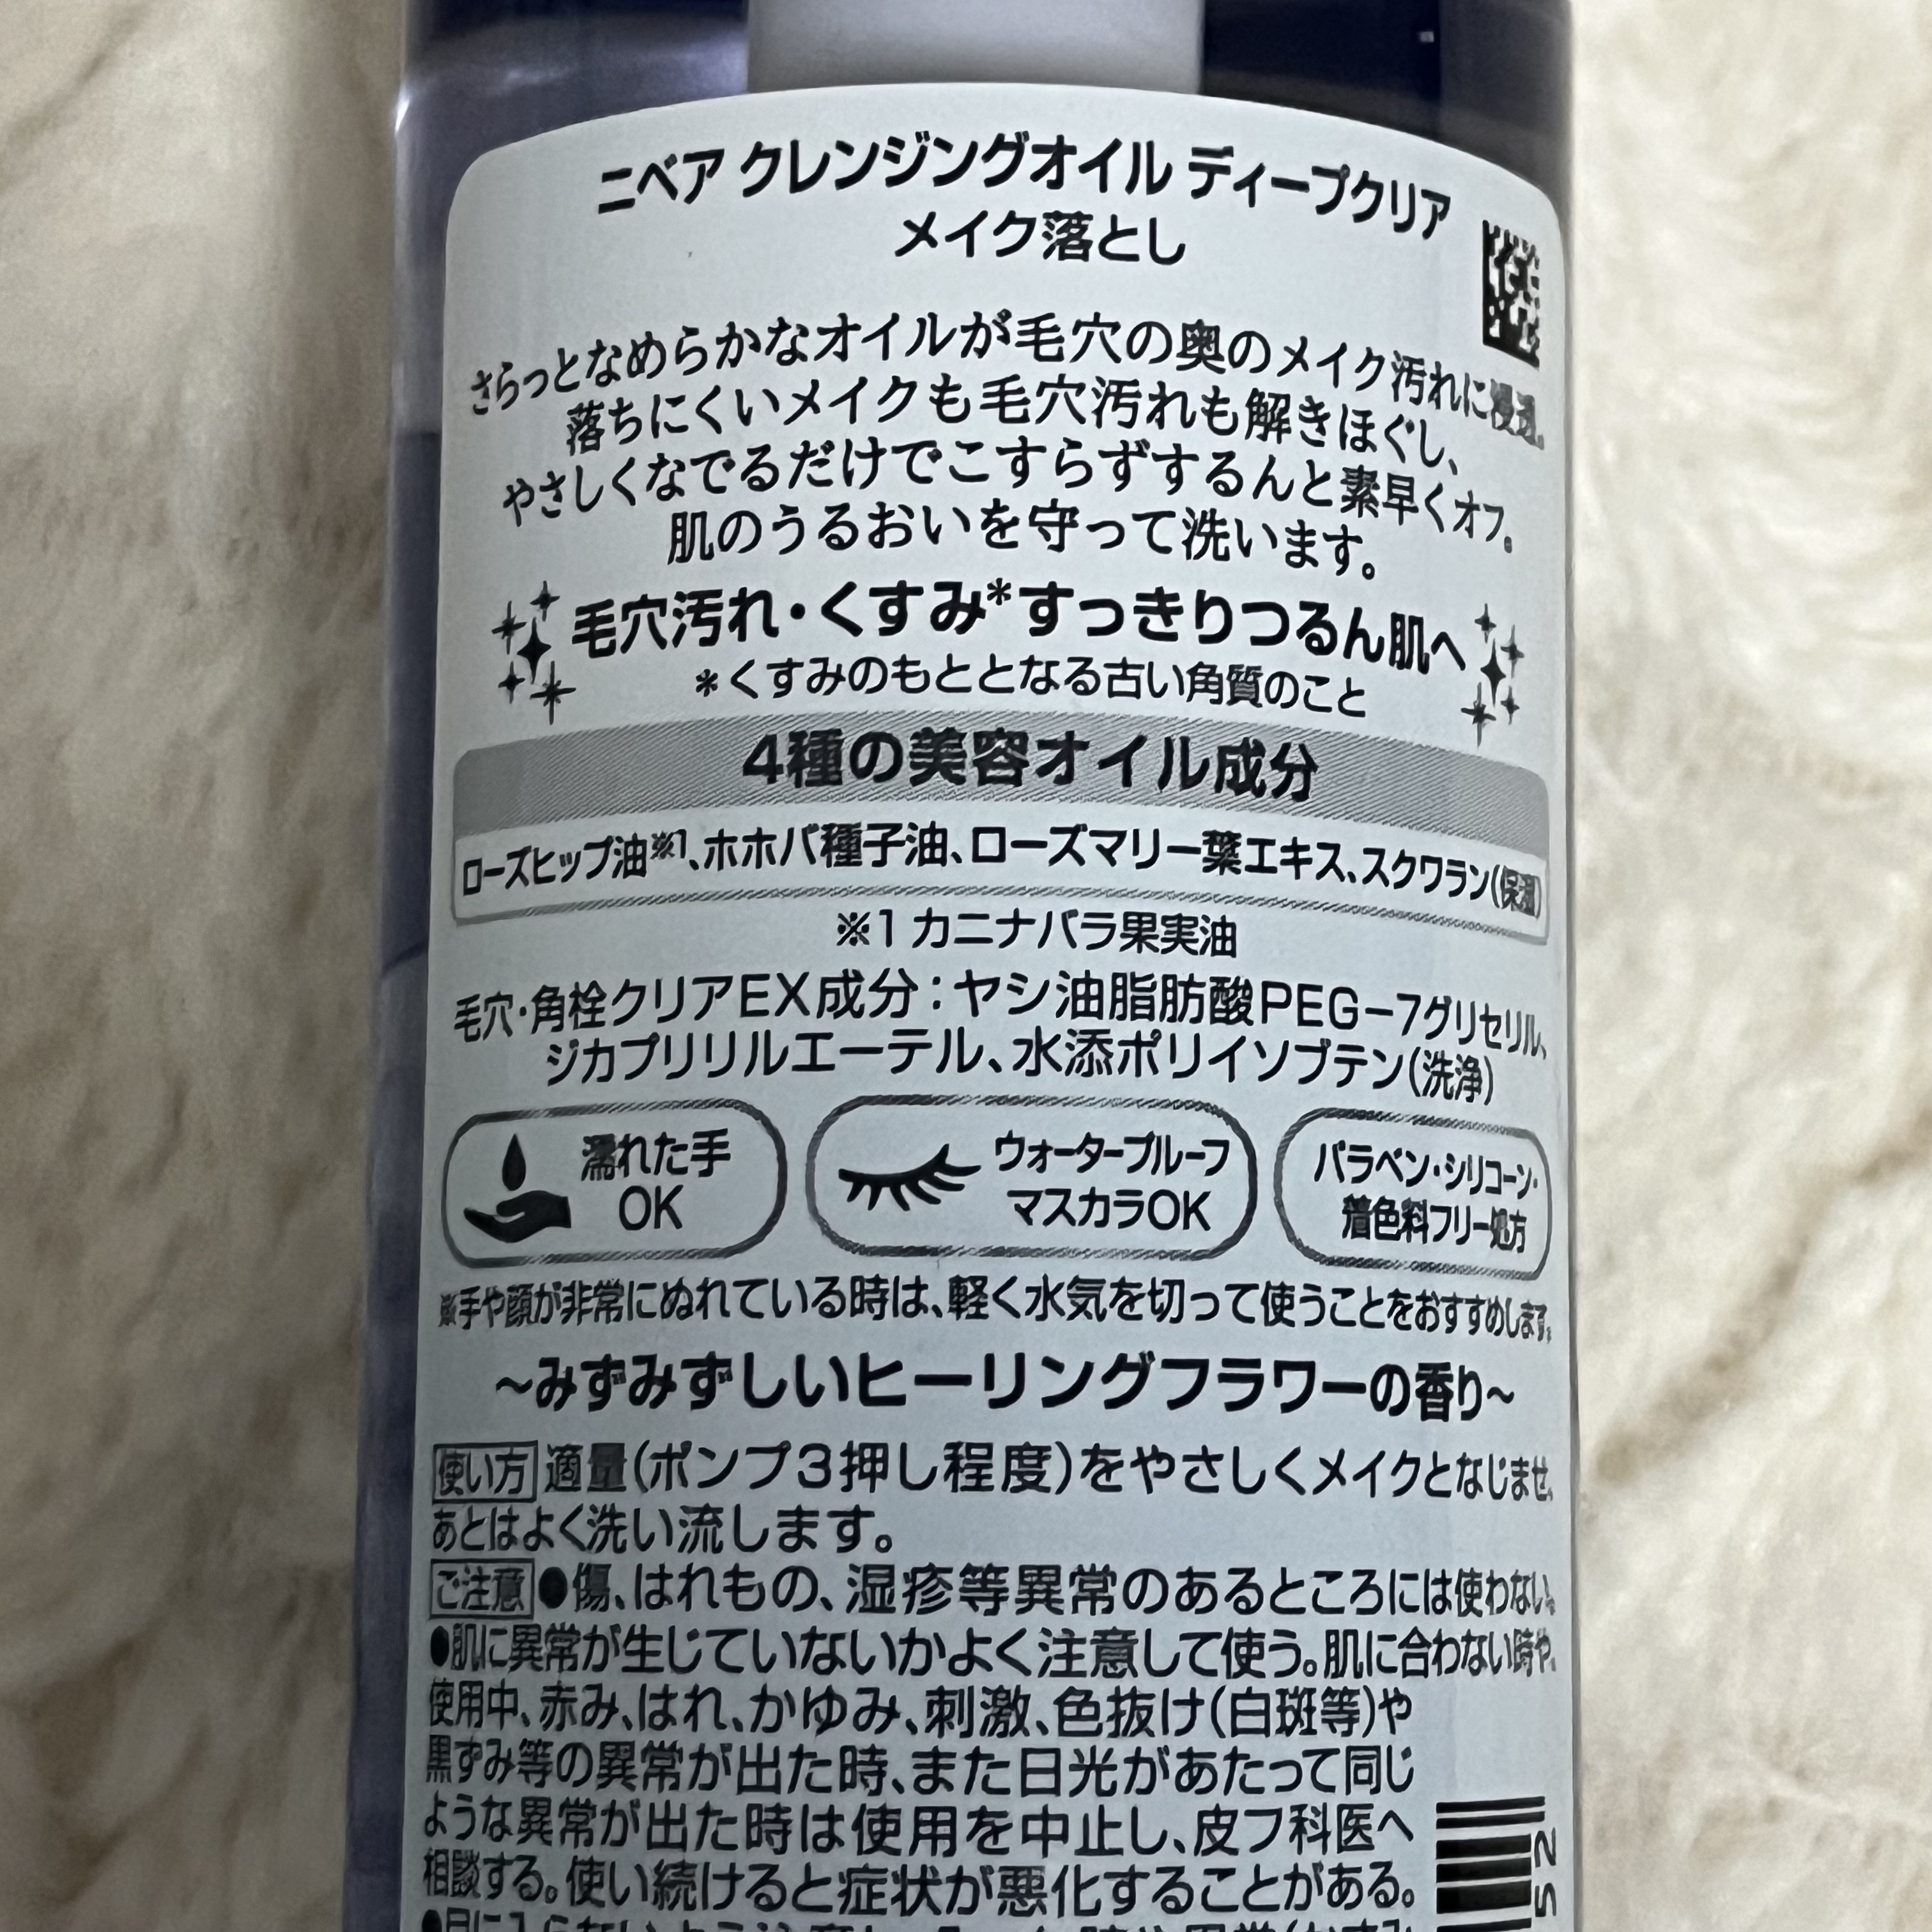 ニベア クレンジングオイル ディープクリア
メイク落とし
さらっとなめらかなオイルが毛穴の奥のメイク汚れに浸透。
落ちにくいメイクも毛穴汚れも解きほぐし、
やさしくなでるだけでこすらずするんと素早くオフ。
肌のうるおいを守って洗います。
毛穴汚れ・くすみ*すっきりつるん肌へ
*くすみのもととなる古い角質のこと
4種の美容オイル成分
ローズヒップ油※1、ホホバ種子油、ローズマリー葉エキス、スクワラン(保湿)
※1 カニナバラ果実油
毛穴・角栓クリアEX成分：ヤシ油脂肪酸PEG-7グリセリル、
ジカプリリルエーテル、水添ポリイソブテン(洗浄)
濡れた手
OK
ウォータープルーフ
マスカラOK
パラベン・シリコーン・
着色料フリー処方
※手や顔が非常にぬれている時は、軽く水気を切って使うことをおすすめします。
～みずみずしいヒーリングフラワーの香り～
使い方 適量(ポンプ3押し程度)をやさしくメイクとなじませ、
あとはよく洗い流します。
ご注意 ●傷、はれもの、湿疹等異常のあるところには使わない。
●肌に異常が生じていないかよく注意して使う。肌に合わない時や、
使用中、赤み、はれ、かゆみ、刺激、色抜け(白斑等)や
黒ずみ等の異常が出た時、また日光があたって同じ
ような異常が出た時は使用を中止し、皮フ科医へ
相談する。使い続けると症状が悪化することがある。
52